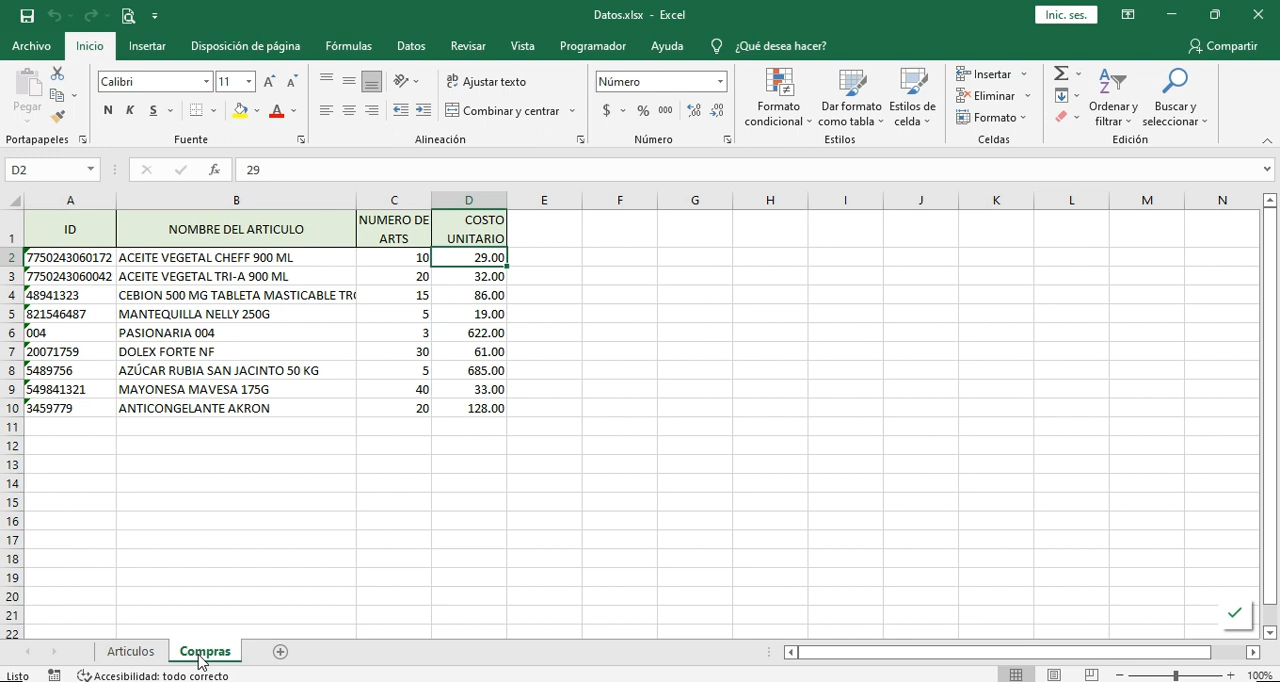 Datos.xlsx - Excel
Inic. ses.
Archivo Inicio Insertar Disposición de página Fórmulas Datos Revisar Vista Programador Ayuda ¿Qué desea hacer? Compartir
Pegar
Calibri 11
N K S
Ajustar texto
Combinar y centrar
Número
$ % 000
Formato condicional
Dar formato como tabla
Estilos de celda
Insertar
Eliminar
Formato
Ordenar y filtrar
Buscar y seleccionar
Portapapeles Fuente Alineación Número Estilos Celdas Edición
D2 fx 29
A B C D E F G H I J K L M N
1 ID NOMBRE DEL ARTICULO NUMERO DE ARTS COSTO UNITARIO
2 7750243060172 ACEITE VEGETAL CHEFF 900 ML 10 29.00
3 7750243060042 ACEITE VEGETAL TRI-A 900 ML 20 32.00
4 48941323 CEBION 500 MG TABLETA MASTICABLE TRO 15 86.00
5 821546487 MANTEQUILLA NELLY 250G 5 19.00
6 004 PASIONARIA 004 3 622.00
7 20071759 DOLEX FORTE NF 30 61.00
8 5489756 AZÚCAR RUBIA SAN JACINTO 50 KG 5 685.00
9 549841321 MAYONESA MAVESA 175G 40 33.00
10 3459779 ANTICONGELANTE AKRON 20 128.00
11
12
13
14
15
16
17
18
19
20
21
22
Articulos Compras
Listo Accesibilidad: todo correcto 100%